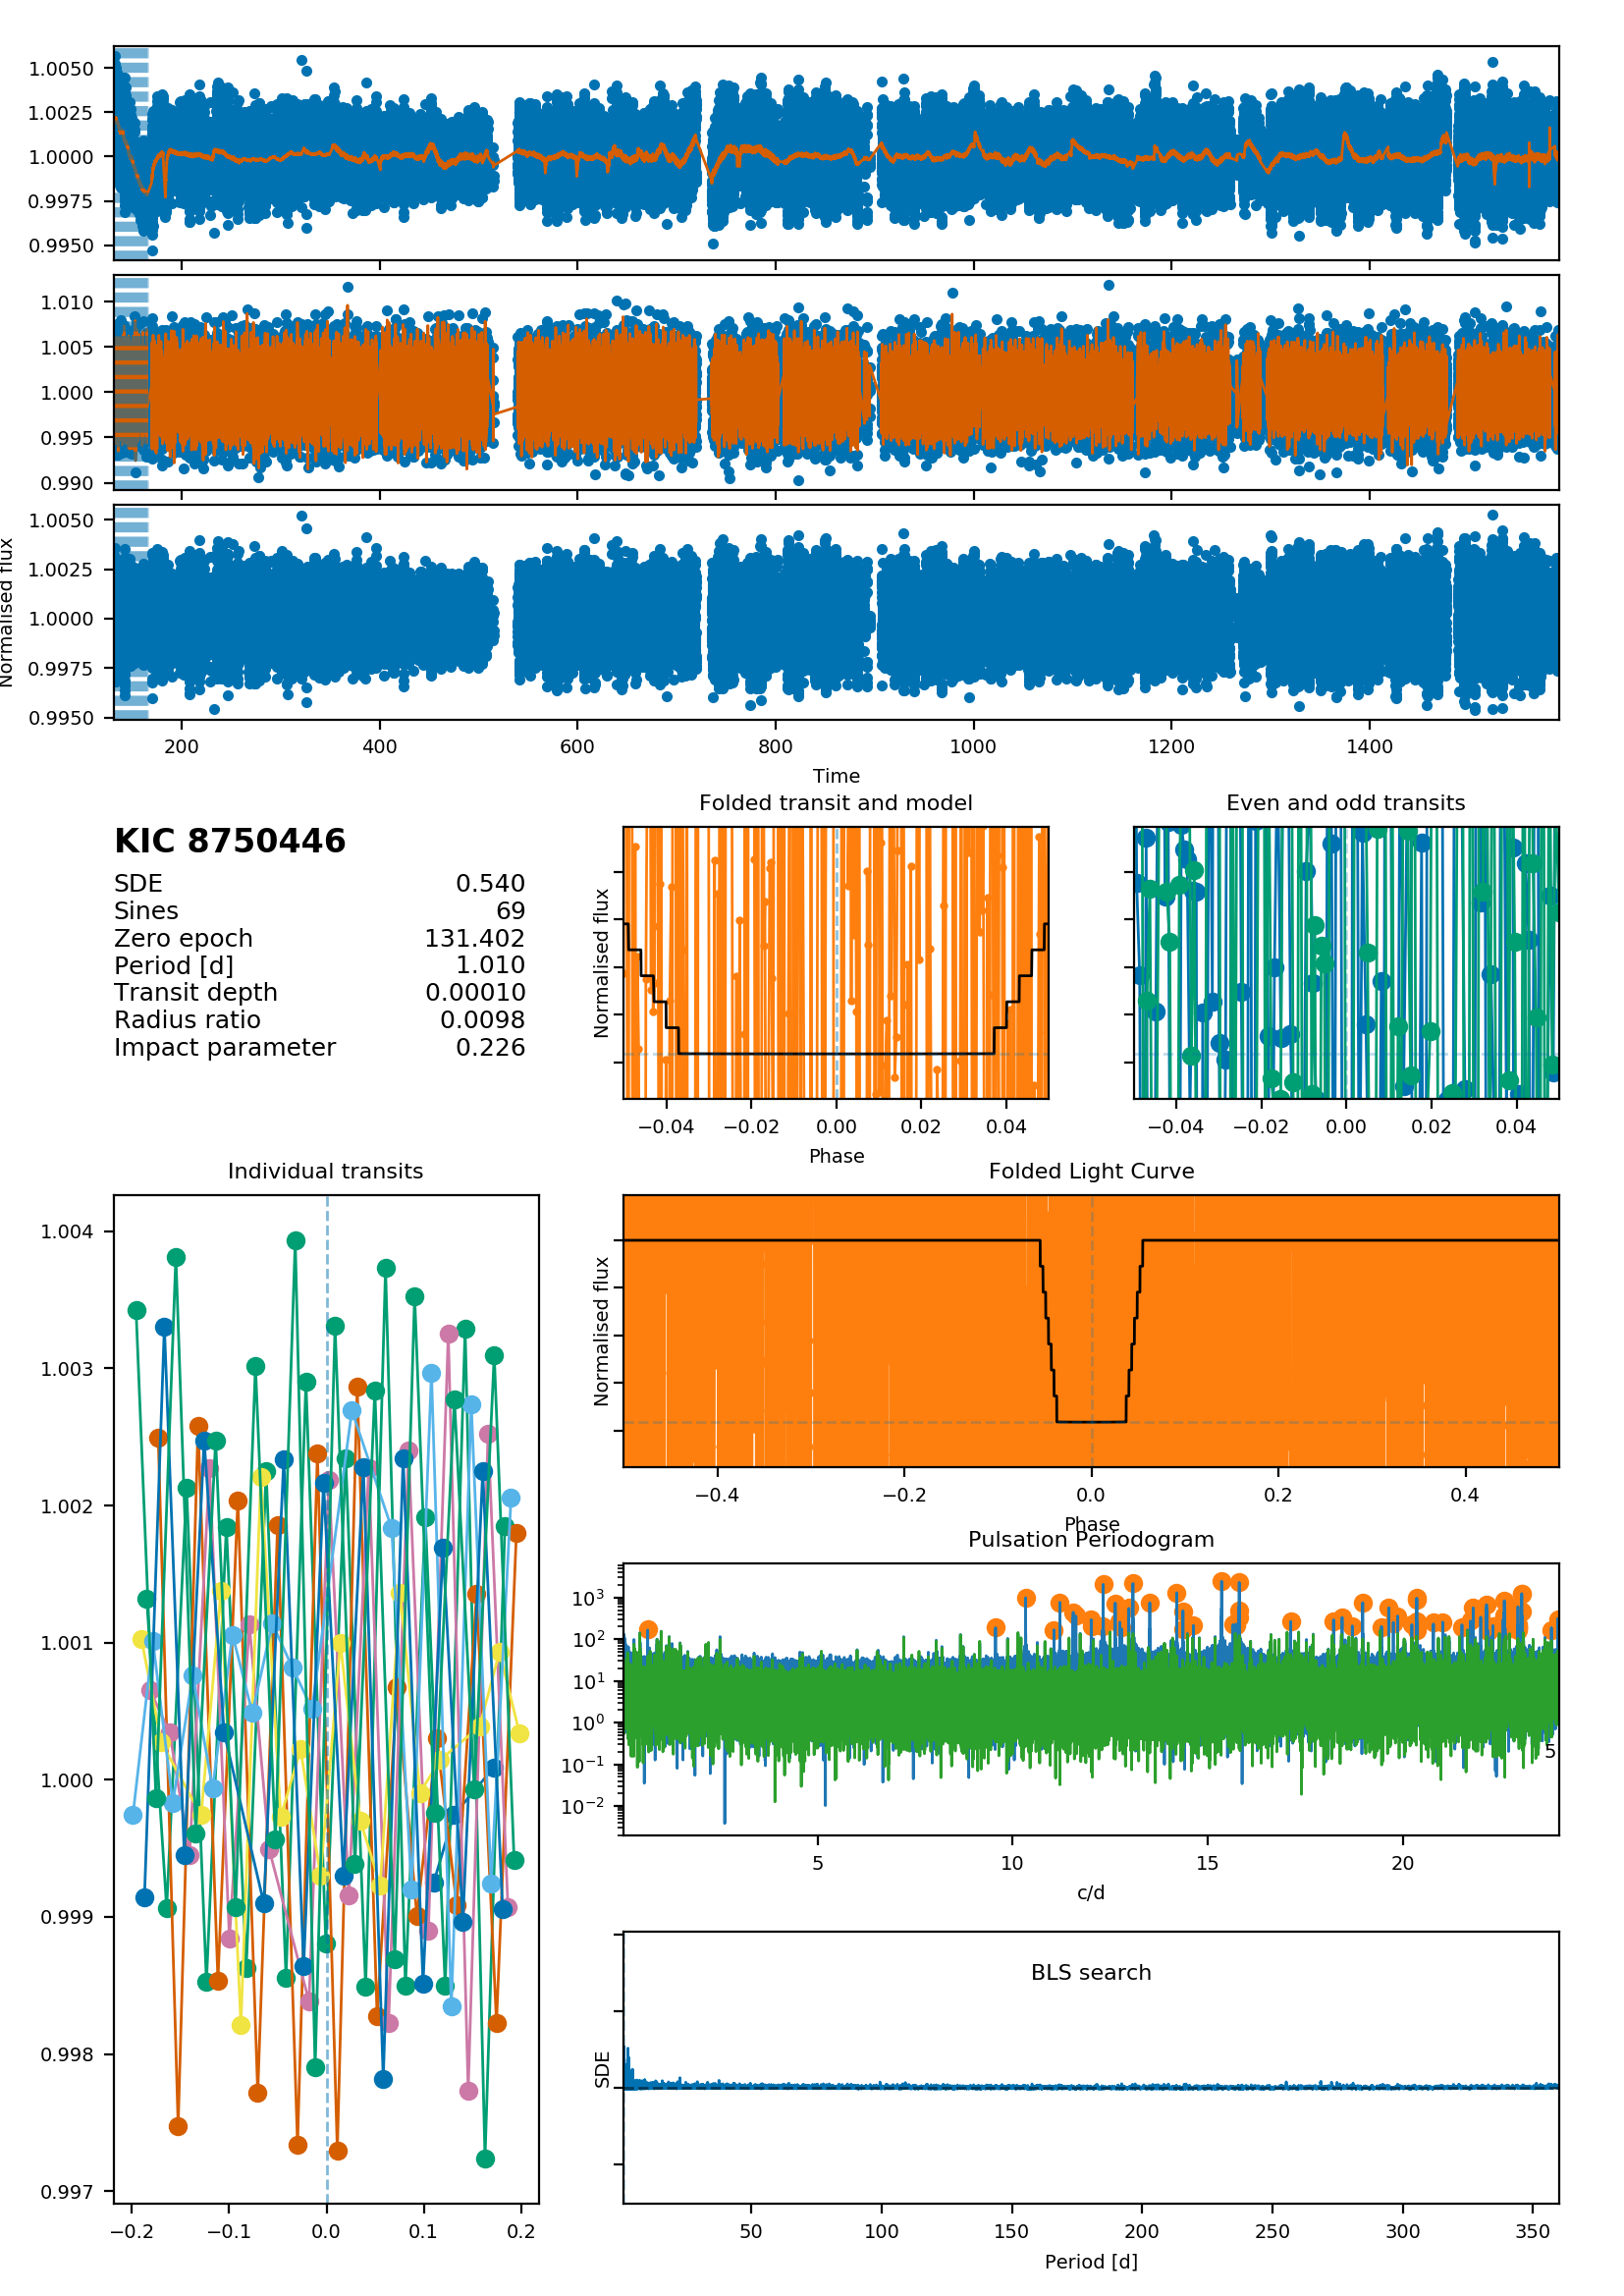 1.0050
1.0025
1.0000
0.9975
0.9950
1.010
1.005
1.000
0.995
0.990
1.0050
1.0025
1.0000
0.9975
0.9950
Normalised flux
200 400 600 800 1000 1200 1400
Time
KIC 8750446
SDE 0.540
Sines 69
Zero epoch 131.402
Period [d] 1.010
Transit depth 0.00010
Radius ratio 0.0098
Impact parameter 0.226
Folded transit and model
Normalised flux
−0.04 −0.02 0.00 0.02 0.04
Phase
Even and odd transits
−0.04 −0.02 0.00 0.02 0.04
Individual transits
1.004
1.003
1.002
1.001
1.000
0.999
0.998
0.997
−0.2 −0.1 0.0 0.1 0.2
Folded Light Curve
Normalised flux
−0.4 −0.2 0.0 0.2 0.4
Phase
Pulsation Periodogram
10³
10²
10¹
10⁰
10⁻¹
10⁻²
5
5 10 15 20
c/d
BLS search
SDE
50 100 150 200 250 300 350
Period [d]